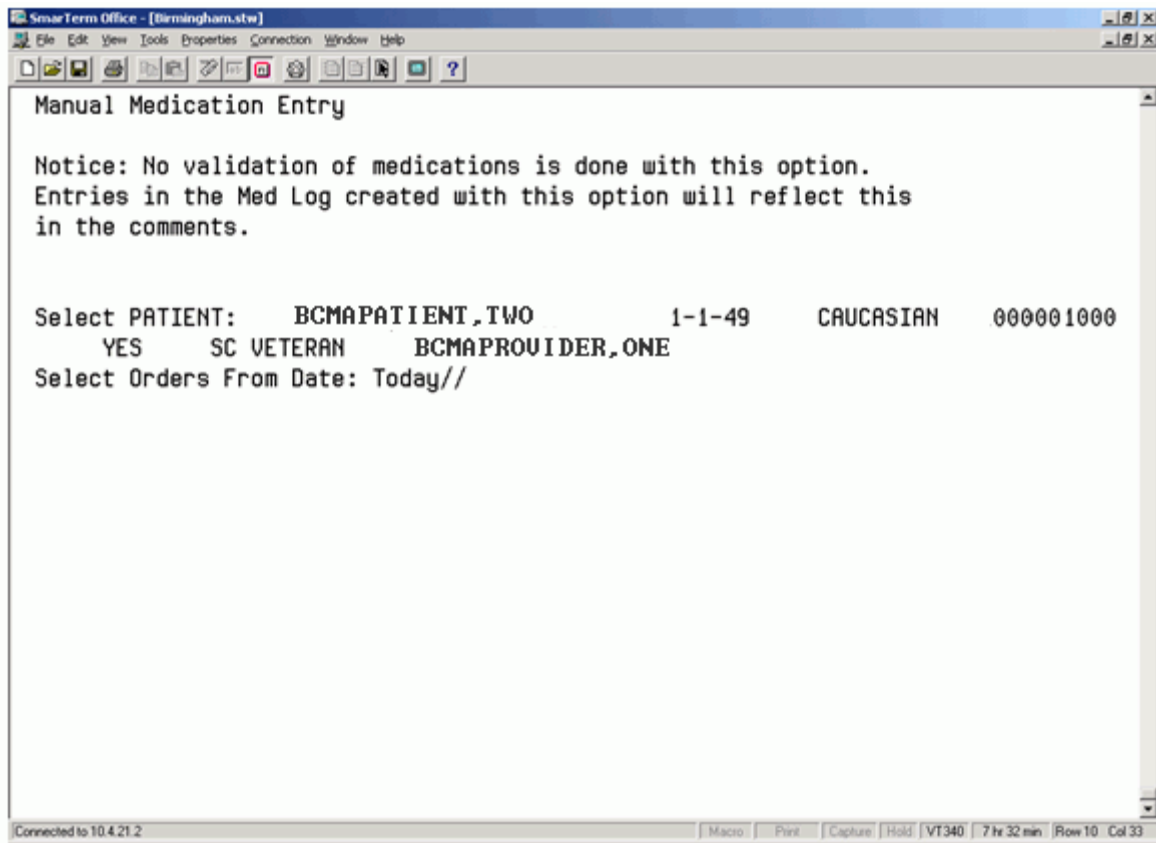 SmarTerm Office - [Birmingham.stw]
File Edit View Tools Properties Connection Window Help
Manual Medication Entry
Notice: No validation of medications is done with this option.
Entries in the Med Log created with this option will reflect this
in the comments.
Select PATIENT: BCMAPATIENT,TWO 1-1-49 CAUCASIAN 000001000
YES SC VETERAN BCMAPROVIDER,ONE
Select Orders From Date: Today//
Connected to 10.4.21.2 Macro Print Capture Hold VT340 7 hr 32 min Row 10 Col 33